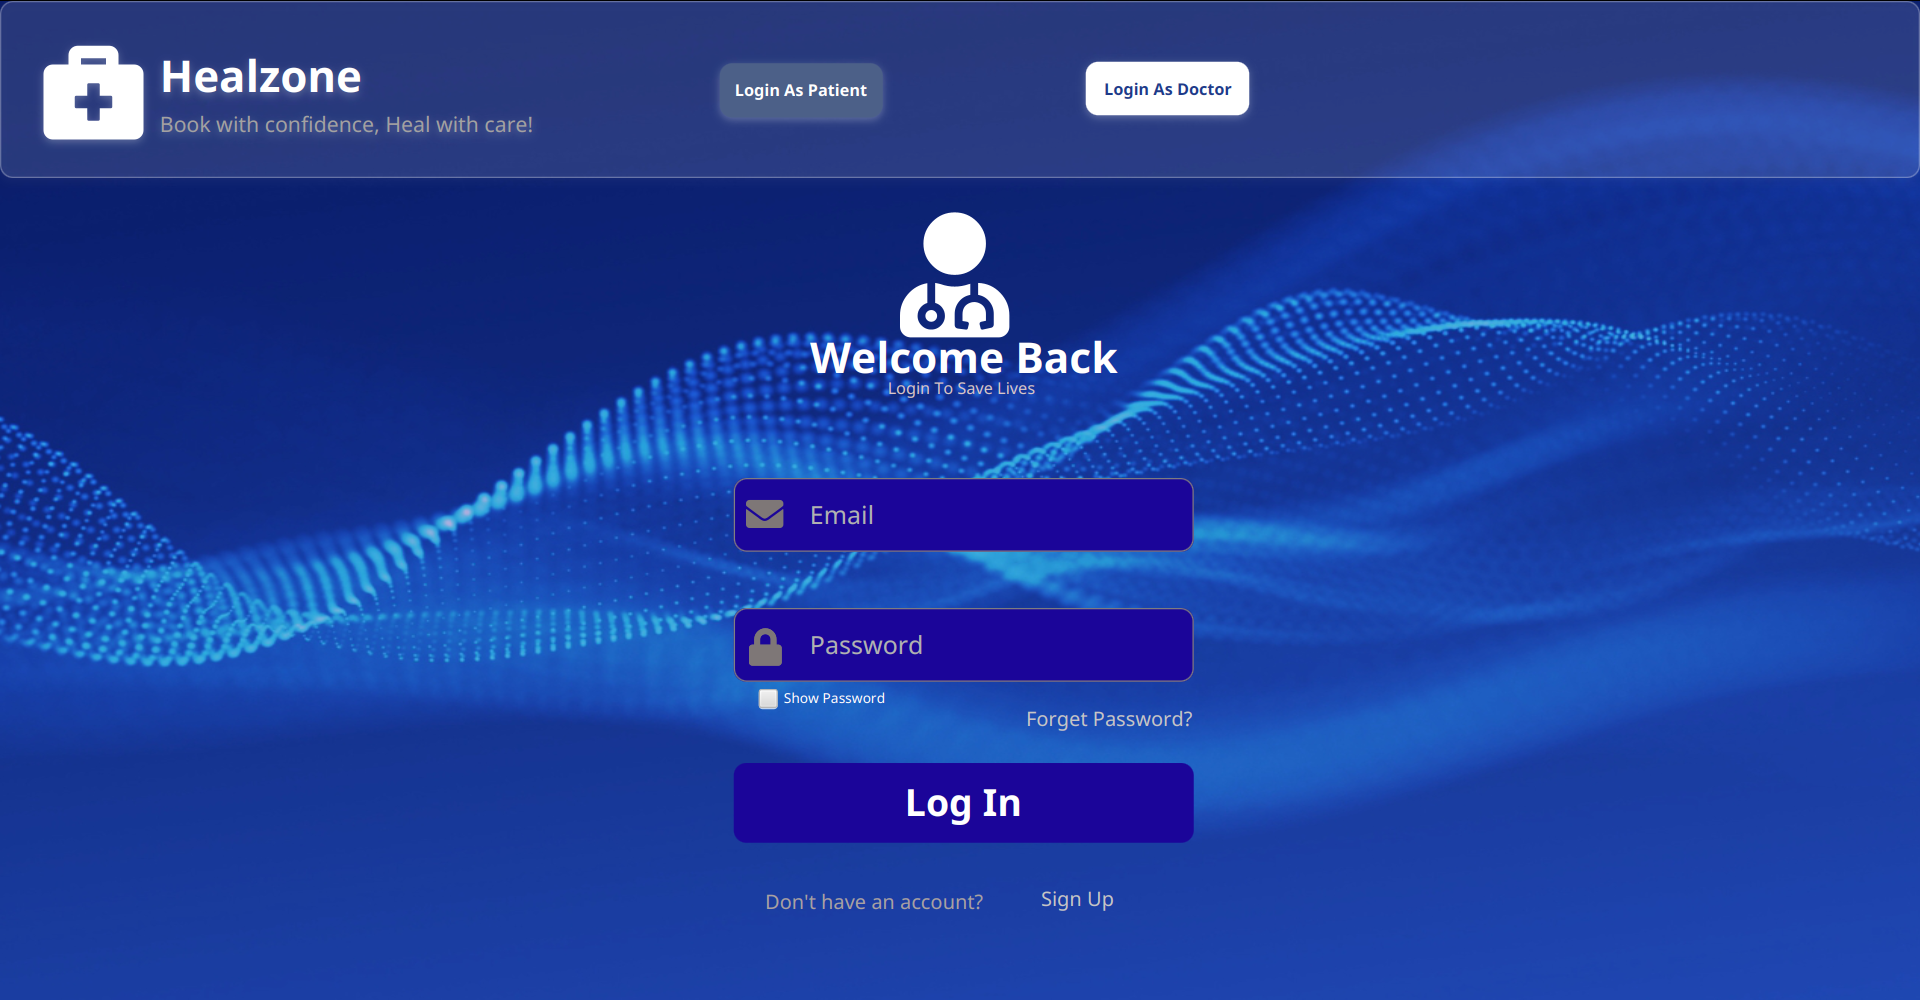 Healzone
Book with confidence, Heal with care!
Login As Patient
Login As Doctor
Welcome Back
Login To Save Lives
Email
Password
Show Password
Forget Password?
Log In
Don't have an account?
Sign Up